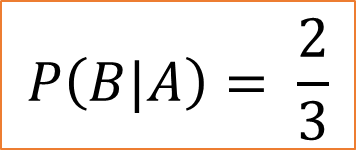 P(B|A) = 2/3